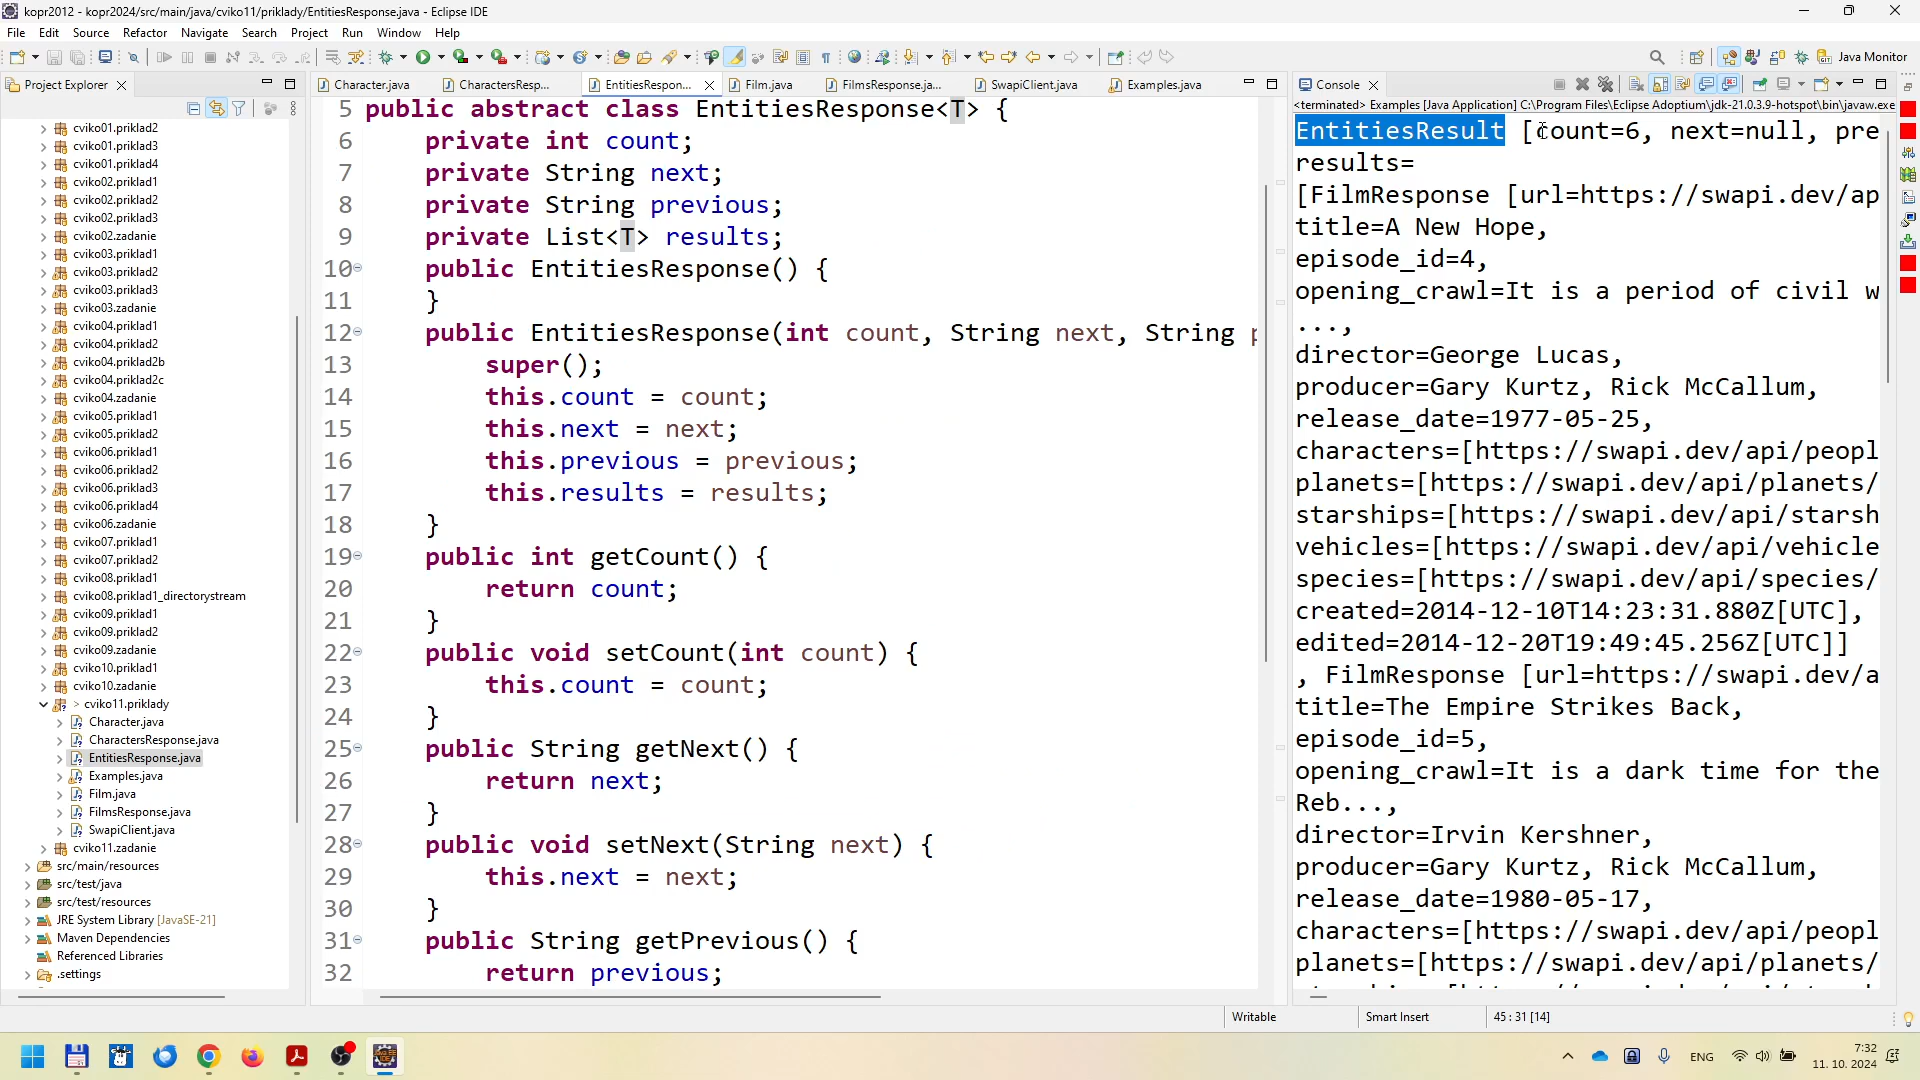 kopr2012 - kopr2024/src/main/java/cviko11/priklady/EntitiesResponse.java - Eclipse IDE
File Edit Source Refactor Navigate Search Project Run Window Help
Java Monitor
Project Explorer
cviko01.priklad2
cviko01.priklad3
cviko01.priklad4
cviko02.priklad1
cviko02.priklad2
cviko02.priklad3
cviko02.zadanie
cviko03.priklad1
cviko03.priklad2
cviko03.priklad3
cviko03.zadanie
cviko04.priklad1
cviko04.priklad2
cviko04.priklad2b
cviko04.priklad2c
cviko04.zadanie
cviko05.priklad1
cviko05.priklad2
cviko06.priklad1
cviko06.priklad2
cviko06.priklad3
cviko06.priklad4
cviko06.zadanie
cviko07.priklad1
cviko07.priklad2
cviko08.priklad1
cviko08.priklad1_directorystream
cviko09.priklad1
cviko09.priklad2
cviko09.zadanie
cviko10.priklad1
cviko10.zadanie
> cviko11.priklady
Character.java
CharactersResponse.java
EntitiesResponse.java
Examples.java
Film.java
FilmsResponse.java
SwapiClient.java
cviko11.zadanie
src/main/resources
src/test/java
src/test/resources
JRE System Library [JavaSE-21]
Maven Dependencies
Referenced Libraries
.settings
Character.java CharactersResp... EntitiesRespon... Film.java FilmsResponse.ja... SwapiClient.java Examples.java
5 public abstract class EntitiesResponse<T> {
6 private int count;
7 private String next;
8 private String previous;
9 private List<T> results;
10 public EntitiesResponse() {
11 }
12 public EntitiesResponse(int count, String next, String p
13 super();
14 this.count = count;
15 this.next = next;
16 this.previous = previous;
17 this.results = results;
18 }
19 public int getCount() {
20 return count;
21 }
22 public void setCount(int count) {
23 this.count = count;
24 }
25 public String getNext() {
26 return next;
27 }
28 public void setNext(String next) {
29 this.next = next;
30 }
31 public String getPrevious() {
32 return previous;
Console
<terminated> Examples [Java Application] C:\Program Files\Eclipse Adoptium\jdk-21.0.3.9-hotspot\bin\javaw.exe
EntitiesResult [count=6, next=null, pre
results=
[FilmResponse [url=https://swapi.dev/ap
title=A New Hope,
episode_id=4,
opening_crawl=It is a period of civil w
...,
director=George Lucas,
producer=Gary Kurtz, Rick McCallum,
release_date=1977-05-25,
characters=[https://swapi.dev/api/peopl
planets=[https://swapi.dev/api/planets/
starships=[https://swapi.dev/api/starsh
vehicles=[https://swapi.dev/api/vehicle
species=[https://swapi.dev/api/species/
created=2014-12-10T14:23:31.880Z[UTC],
edited=2014-12-20T19:49:45.256Z[UTC]]
, FilmResponse [url=https://swapi.dev/a
title=The Empire Strikes Back,
episode_id=5,
opening_crawl=It is a dark time for the
Reb...,
director=Irvin Kershner,
producer=Gary Kurtz, Rick McCallum,
release_date=1980-05-17,
characters=[https://swapi.dev/api/peopl
planets=[https://swapi.dev/api/planets/
Writable Smart Insert 45 : 31 [14]
ENG 7:32
11. 10. 2024